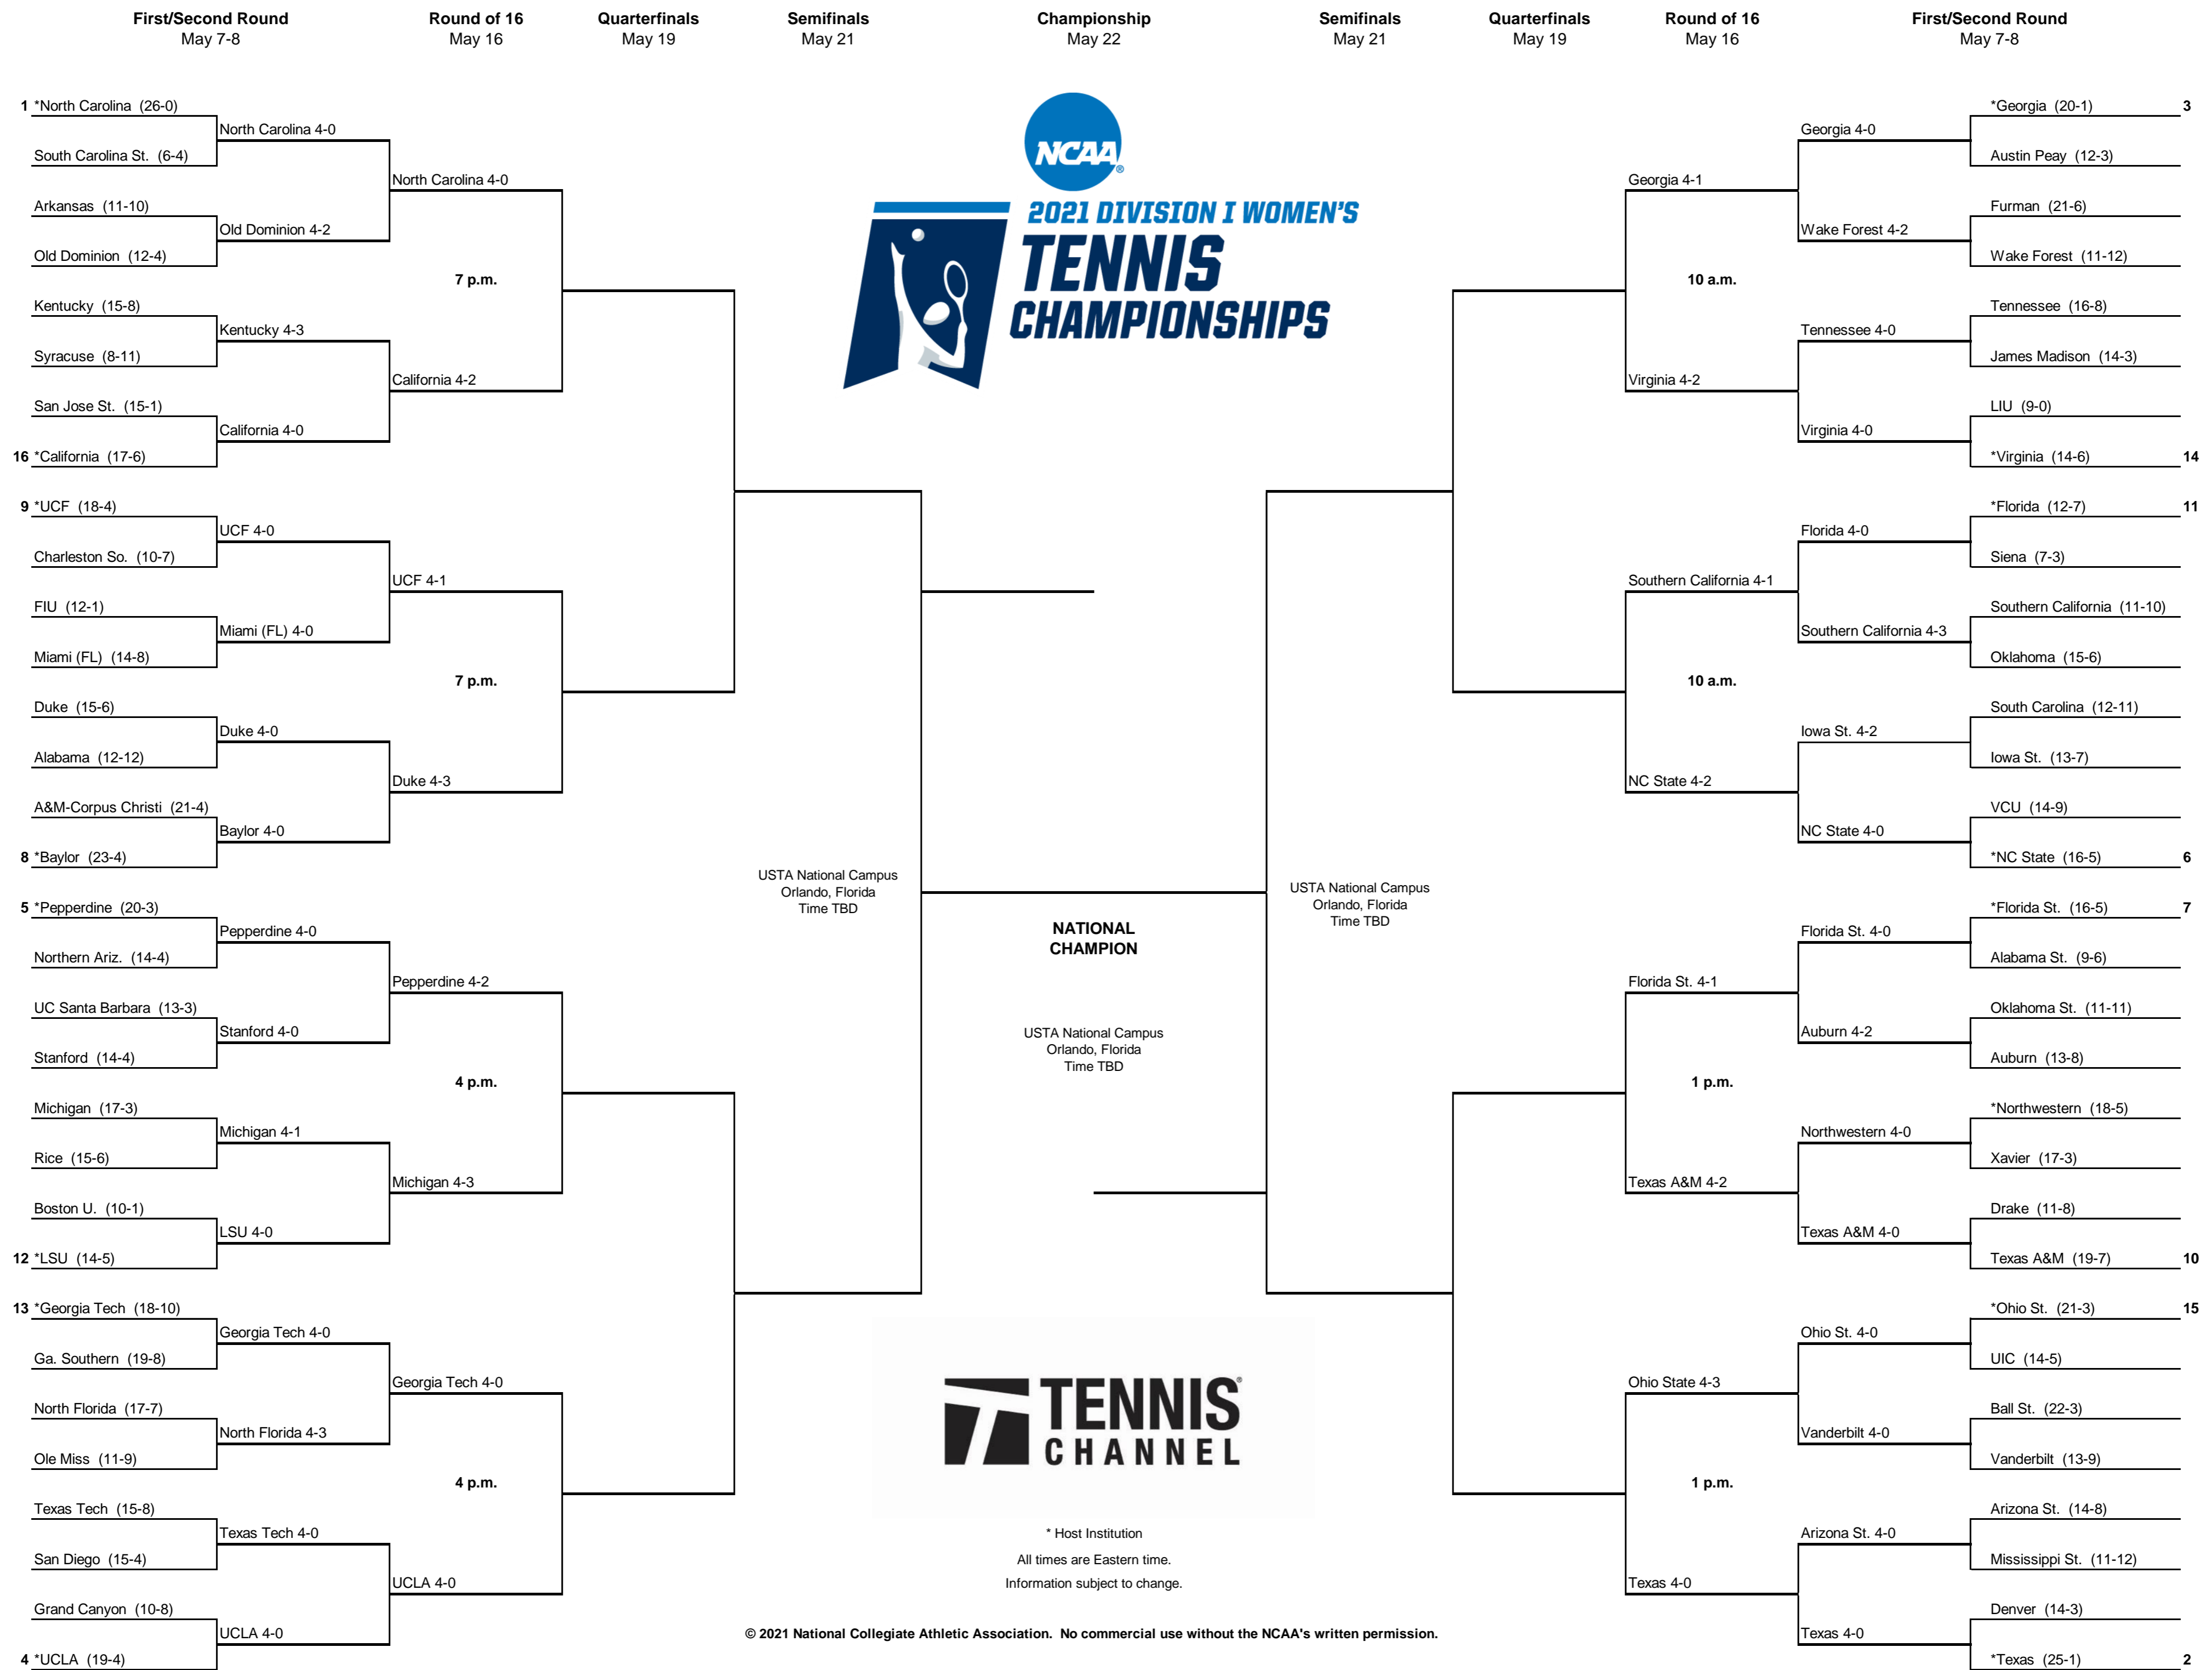 First/Second Round
May 7-8
Round of 16
May 16
Quarterfinals
May 19
Semifinals
May 21
Championship
May 22
Semifinals
May 21
Quarterfinals
May 19
Round of 16
May 16
First/Second Round
May 7-8
1 *North Carolina (26-0)
South Carolina St. (6-4)
Arkansas (11-10)
Old Dominion (12-4)
Kentucky (15-8)
Syracuse (8-11)
San Jose St. (15-1)
16 *California (17-6)
9 *UCF (18-4)
Charleston So. (10-7)
FIU (12-1)
Miami (FL) (14-8)
Duke (15-6)
Alabama (12-12)
A&M-Corpus Christi (21-4)
8 *Baylor (23-4)
5 *Pepperdine (20-3)
Northern Ariz. (14-4)
UC Santa Barbara (13-3)
Stanford (14-4)
Michigan (17-3)
Rice (15-6)
Boston U. (10-1)
12 *LSU (14-5)
13 *Georgia Tech (18-10)
Ga. Southern (19-8)
North Florida (17-7)
Ole Miss (11-9)
Texas Tech (15-8)
San Diego (15-4)
Grand Canyon (10-8)
4 *UCLA (19-4)
North Carolina 4-0
Old Dominion 4-2
Kentucky 4-3
California 4-0
UCF 4-0
Miami (FL) 4-0
Duke 4-0
Baylor 4-0
Pepperdine 4-0
Stanford 4-0
Michigan 4-1
LSU 4-0
Georgia Tech 4-0
North Florida 4-3
Texas Tech 4-0
UCLA 4-0
North Carolina 4-0
7 p.m.
California 4-2
UCF 4-1
7 p.m.
Duke 4-3
Pepperdine 4-2
4 p.m.
Michigan 4-3
Georgia Tech 4-0
4 p.m.
UCLA 4-0
USTA National Campus
Orlando, Florida
Time TBD
NCAA®
2021 DIVISION I WOMEN'S
TENNIS
CHAMPIONSHIPS
NATIONAL
CHAMPION
USTA National Campus
Orlando, Florida
Time TBD
TENNIS®
CHANNEL
* Host Institution
All times are Eastern time.
Information subject to change.
© 2021 National Collegiate Athletic Association. No commercial use without the NCAA's written permission.
USTA National Campus
Orlando, Florida
Time TBD
Georgia 4-1
10 a.m.
Virginia 4-2
Southern California 4-1
10 a.m.
NC State 4-2
Florida St. 4-1
1 p.m.
Texas A&M 4-2
Ohio State 4-3
1 p.m.
Texas 4-0
Georgia 4-0
Wake Forest 4-2
Tennessee 4-0
Virginia 4-0
Florida 4-0
Southern California 4-3
Iowa St. 4-2
NC State 4-0
Florida St. 4-0
Auburn 4-2
Northwestern 4-0
Texas A&M 4-0
Ohio St. 4-0
Vanderbilt 4-0
Arizona St. 4-0
Texas 4-0
*Georgia (20-1) 3
Austin Peay (12-3)
Furman (21-6)
Wake Forest (11-12)
Tennessee (16-8)
James Madison (14-3)
LIU (9-0)
*Virginia (14-6) 14
*Florida (12-7) 11
Siena (7-3)
Southern California (11-10)
Oklahoma (15-6)
South Carolina (12-11)
Iowa St. (13-7)
VCU (14-9)
*NC State (16-5) 6
*Florida St. (16-5) 7
Alabama St. (9-6)
Oklahoma St. (11-11)
Auburn (13-8)
*Northwestern (18-5)
Xavier (17-3)
Drake (11-8)
Texas A&M (19-7) 10
*Ohio St. (21-3) 15
UIC (14-5)
Ball St. (22-3)
Vanderbilt (13-9)
Arizona St. (14-8)
Mississippi St. (11-12)
Denver (14-3)
*Texas (25-1) 2